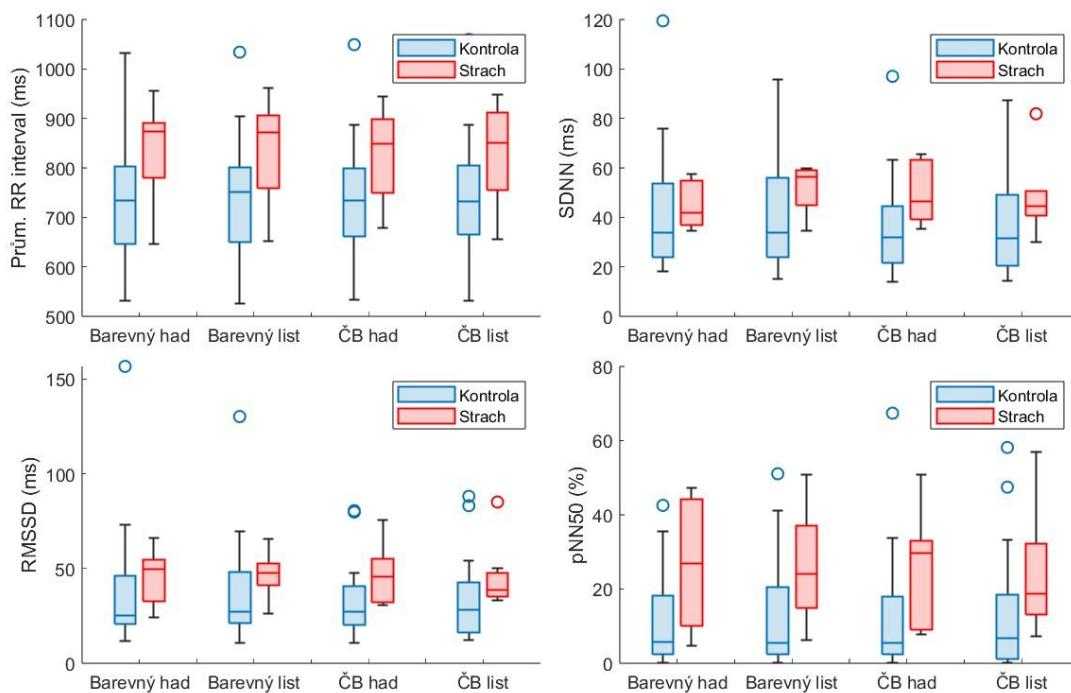 Prům. RR interval (ms)
1100
1000
900
800
700
600
500
Kontrola
Strach
Barevný had
Barevný list
ČB had
ČB list
SDNN (ms)
120
100
80
60
40
20
0
Kontrola
Strach
Barevný had
Barevný list
ČB had
ČB list
RMSSD (ms)
150
100
50
0
Kontrola
Strach
Barevný had
Barevný list
ČB had
ČB list
pNN50 (%)
80
60
40
20
0
Kontrola
Strach
Barevný had
Barevný list
ČB had
ČB list